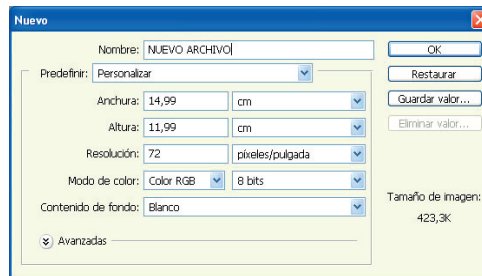 Nuevo
Nombre: NUEVO ARCHIVO
OK
Predefinir: Personalizar
Restaurar
Anchura: 14,99 cm
Guardar valor...
Altura: 11,99 cm
Eliminar valor...
Resolución: 72 píxeles/pulgada
Modo de color: Color RGB 8 bits
Contenido de fondo: Blanco
Tamaño de imagen:
423,3K
Avanzadas